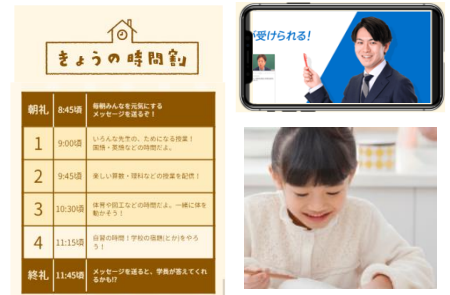 きょうの時間割
朝礼 8:45頃 毎朝みんなを元気にする
メッセージを送るぞ！
1 9:00頃 いろんな先生の、ためになる授業！
国語・英語などの時間だよ。
2 9:45頃 楽しい算数・理科などの授業を配信！
3 10:30頃 体育や図工などの時間だよ。一緒に体を
動かそう！
4 11:15頃 自習の時間！学校の宿題(とか)をやろ
う！
終礼 11:45頃 メッセージを送ると、学長が答えてくれ
るかも!?
が受けられる！